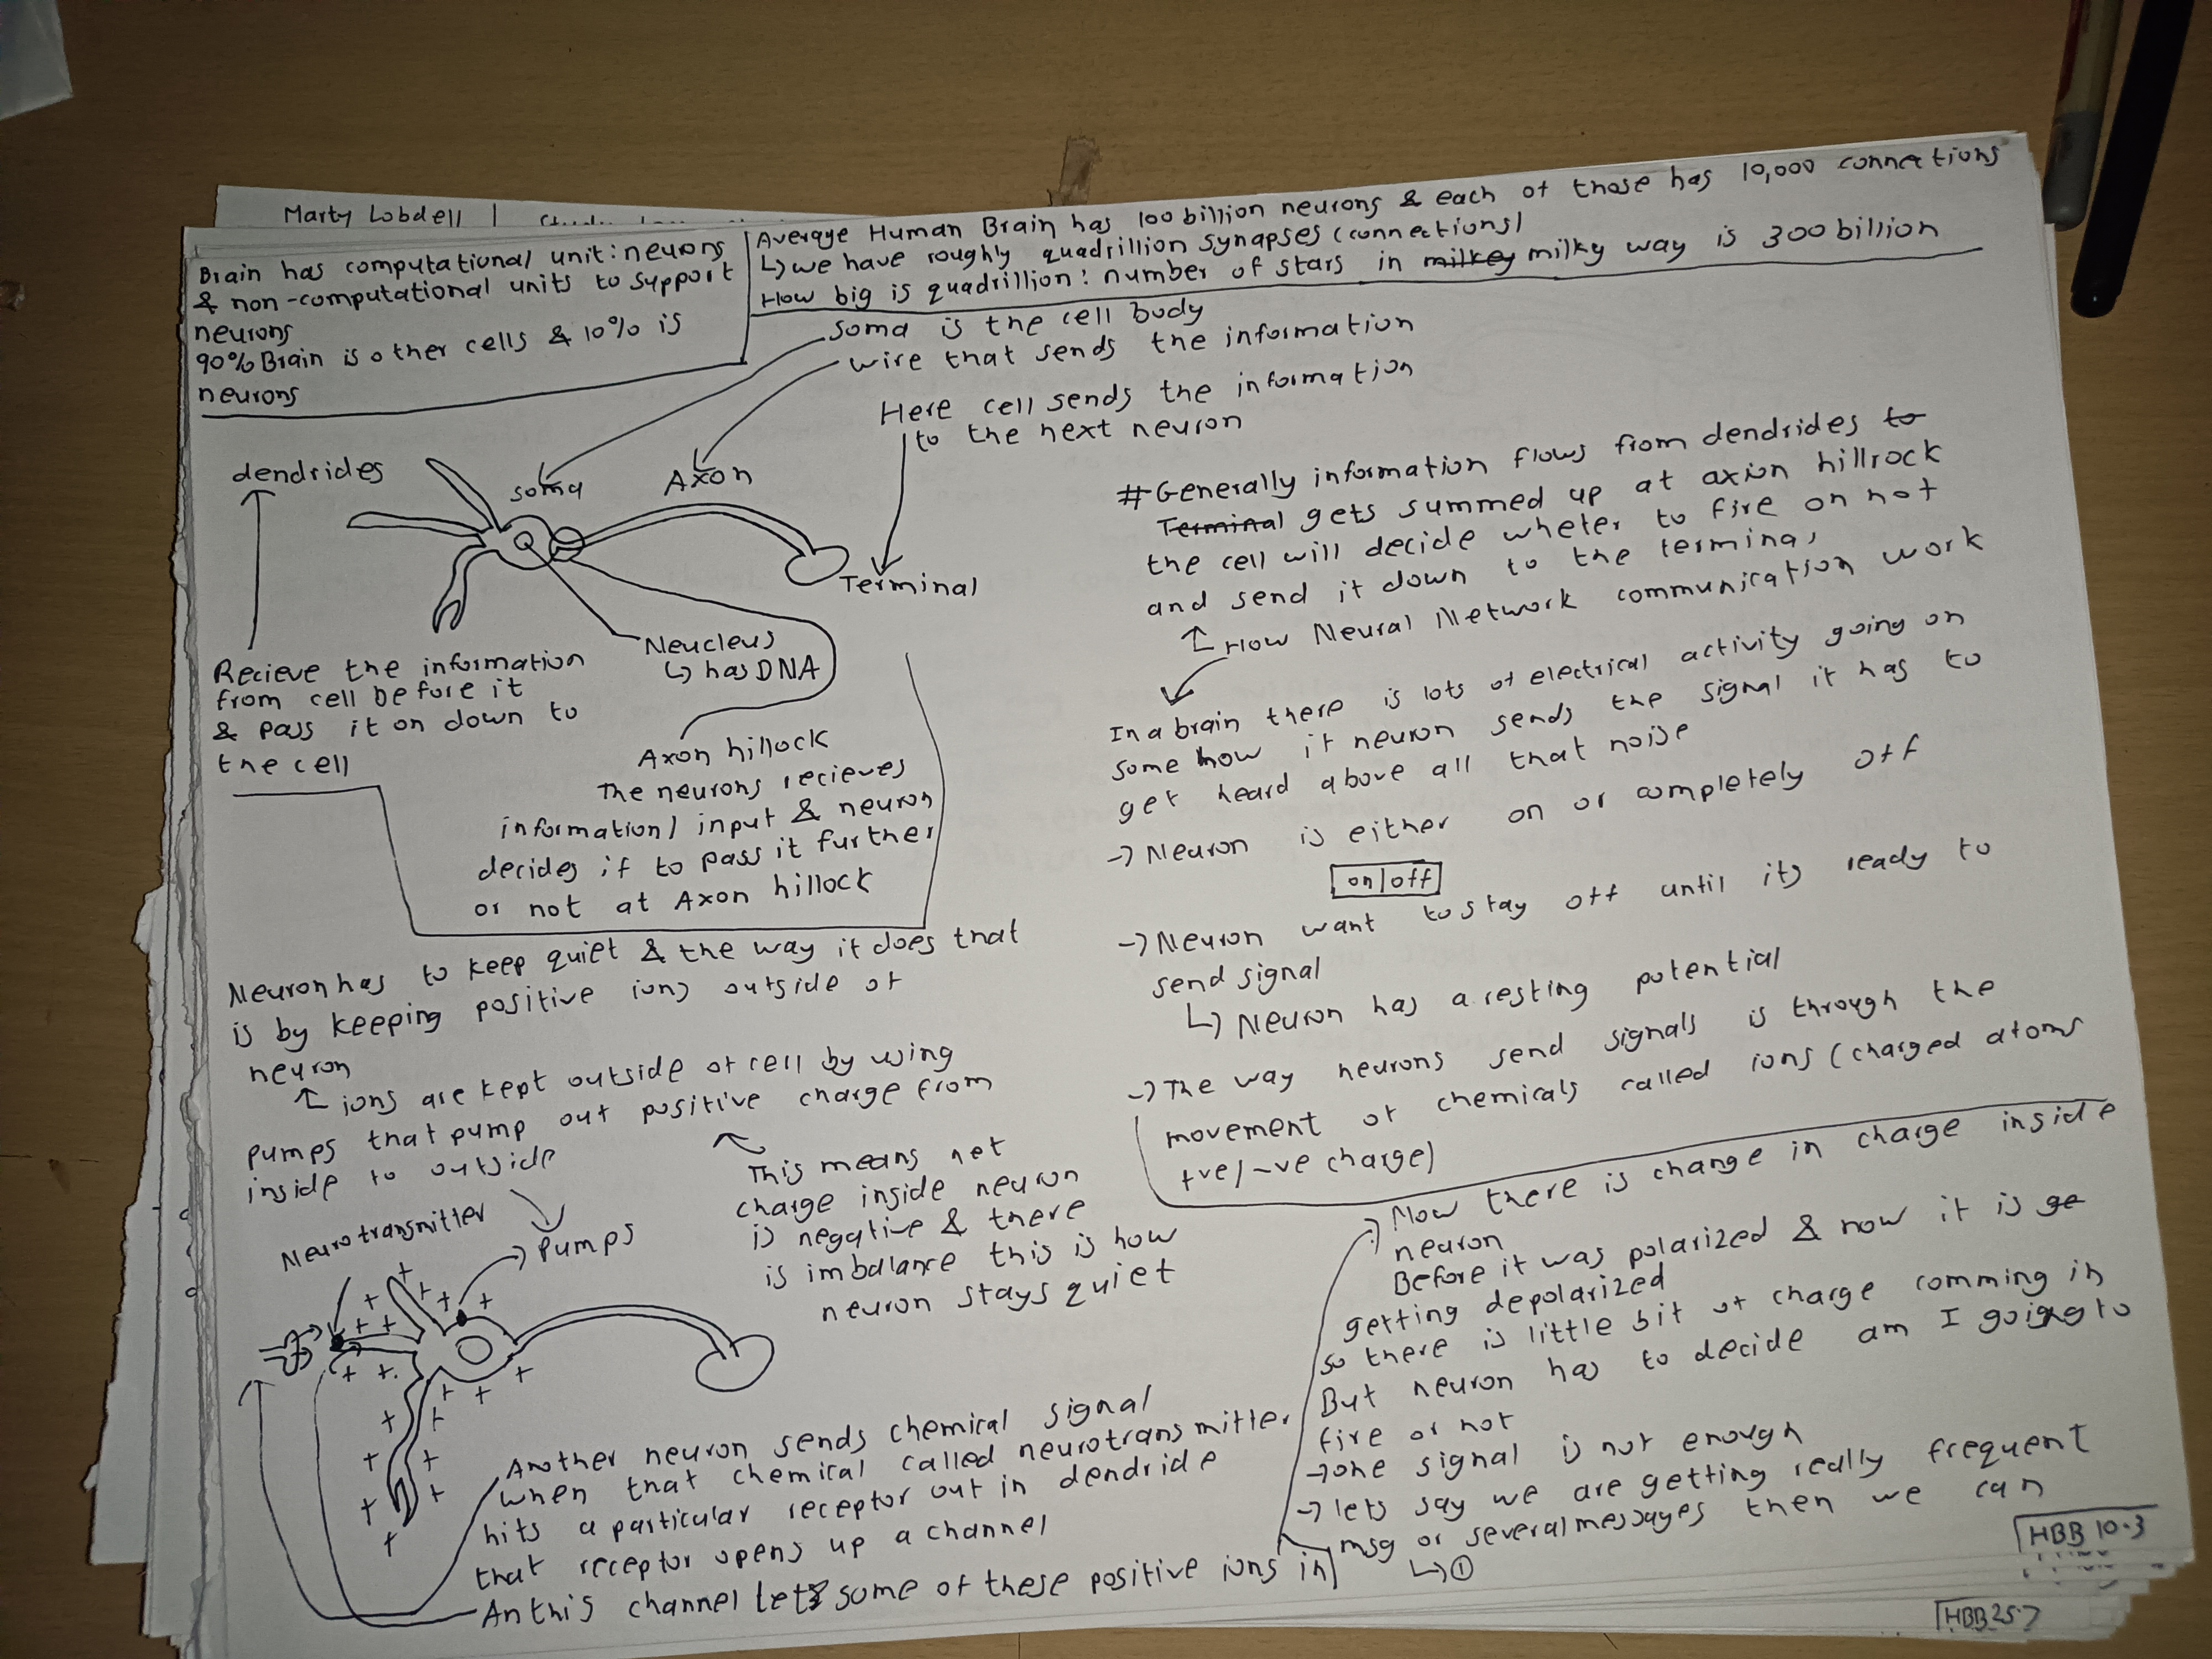 Marty Lobdell |
Brain has computational unit: neurons
& non-computational units to support
neurons
90% Brain is other cells & 10% is
neurons
Average Human Brain has 100 billion neurons & each of those has 10,000 connections
↳ we have roughly quadrillion synapses (connections)
How big is quadrillion: number of stars in milkey milky way is 300 billion
soma is the cell body
wire that sends the information
Here cell sends the information
to the next neuron
dendrides
soma
Axon
Terminal
Neucleus
↳ has DNA
Recieve the information
from cell before it
& pass it on down to
the cell
Axon hillock
The neurons recieves
information/input & neuron
decides if to pass it further
or not at Axon hillock
Neuron has to keep quiet & the way it does that
is by keeping positive ions outside of
neuron
ions are kept outside of cell by using
pumps that pump out positive charge from
inside to outside
This means net
charge inside neuron
is negative & there
is imbalance this is how
neuron stays quiet
Neurotransmitter
Pumps
Another neuron sends chemical signal
when that chemical called neurotransmitter
hits a particular receptor out in dendride
that receptor opens up a channel
An this channel lets some of these positive ions in
# Generally information flows from dendrides to
Terminal gets summed up at axion hillrock
the cell will decide wheter to fire on not
and send it down to the terminal
How Neural Network communication work
In a brain there is lots of electrical activity going on
some how if neuron sends the signal it has to
get heard above all that noise
→ Neuron is either on or completely off
on/off
→ Neuron want to stay off until its ready to
send signal
↳ Neuron has a resting potential
→ The way neurons send signals is through the
movement of chemicals called ions (charged atoms
+ve/-ve charge)
→ Now there is change in charge inside
neuron
Before it was polarized & now it is ge
getting depolarized
so there is little bit of charge comming in
But neuron has to decide am I going to
fire or not
→ one signal is not enough
→ lets say we are getting really frequent
msg or several messages then we can
↳ ①
HBB 10.3
HBB 25.7